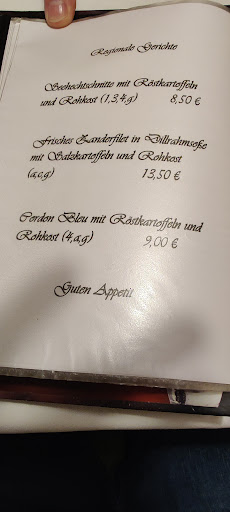 Regionale Gerichte
Seehechtschnitte mit Röstkartoffeln
und Rohkost (1,3,4,g) 8,50 €
Frisches Zanderfilet in Dillrahmsoße
mit Salzkartoffeln und Rohkost
(a,c,g) 13,50 €
Cordon Bleu mit Röstkartoffeln und
Rohkost (4,a,g) 9,00 €
Guten Appetit